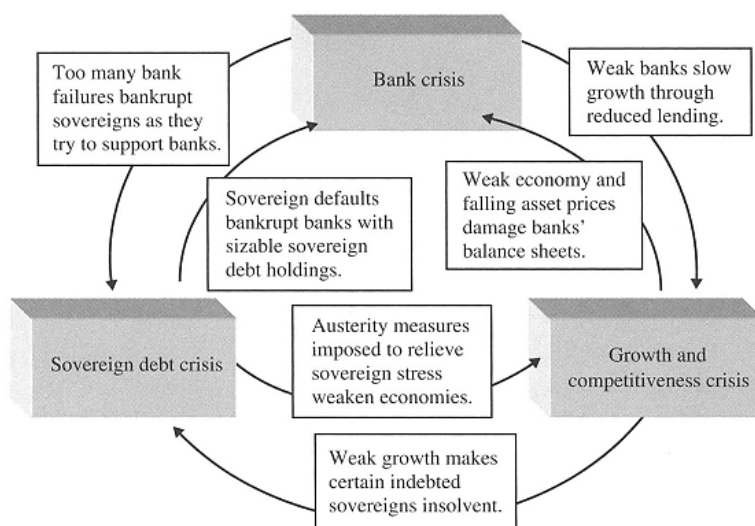 Bank crisis
Too many bank
failures bankrupt
sovereigns as they
try to support banks.
Weak banks slow
growth through
reduced lending.
Sovereign defaults
bankrupt banks with
sizable sovereign
debt holdings.
Weak economy and
falling asset prices
damage banks'
balance sheets.
Sovereign debt crisis
Austerity measures
imposed to relieve
sovereign stress
weaken economies.
Growth and
competitiveness crisis
Weak growth makes
certain indebted
sovereigns insolvent.